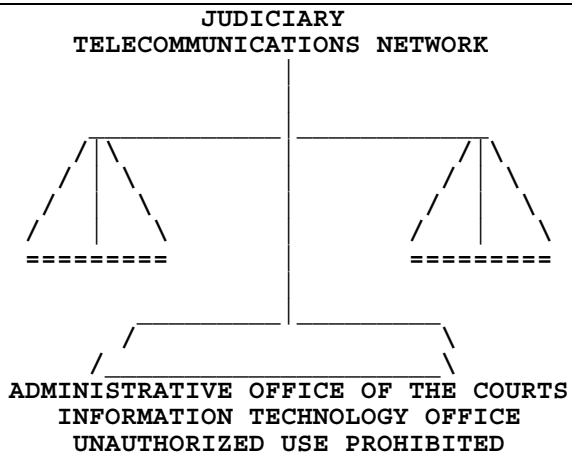 JUDICIARY
TELECOMMUNICATIONS NETWORK
ADMINISTRATIVE OFFICE OF THE COURTS
INFORMATION TECHNOLOGY OFFICE
UNAUTHORIZED USE PROHIBITED